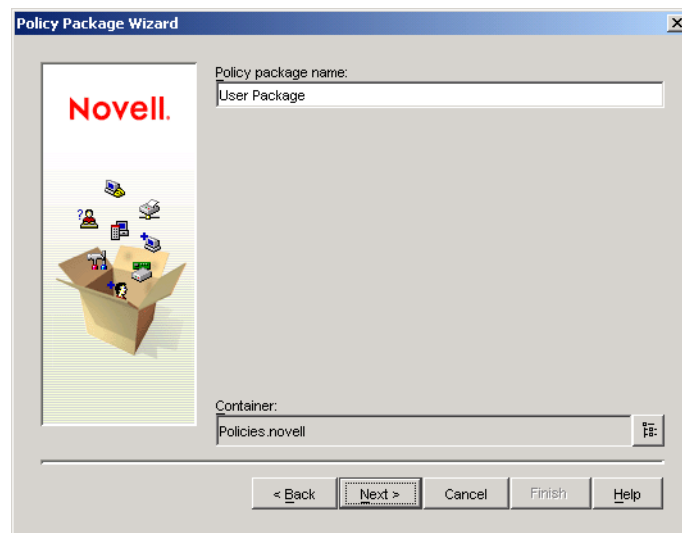 Policy Package Wizard
Novell.
Policy package name:
User Package
Container:
Policies.novell
< Back
Next >
Cancel
Finish
Help